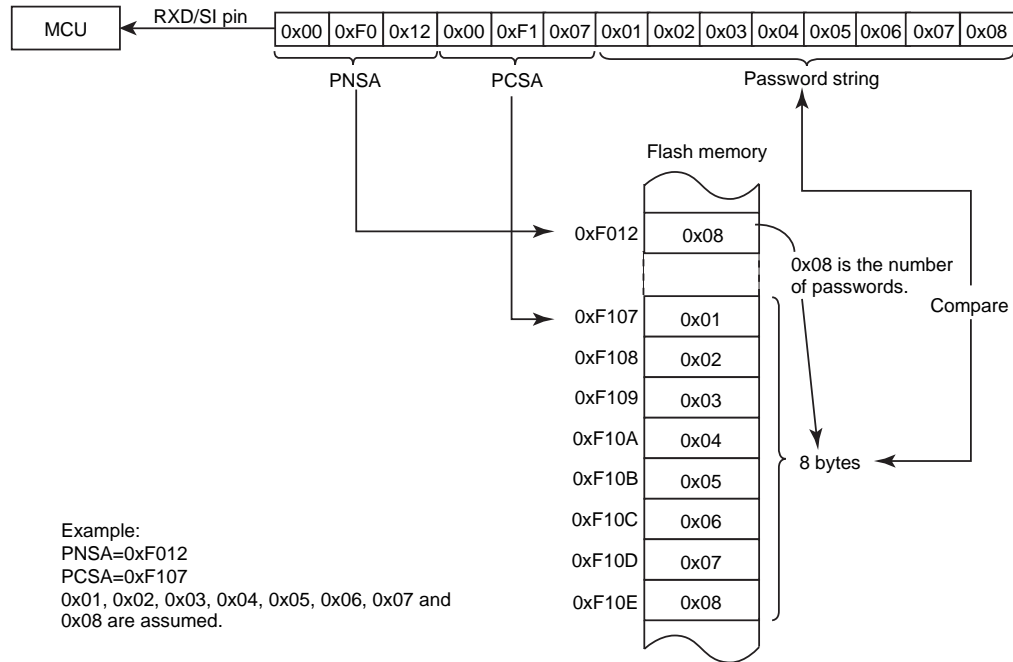 MCU
RXD/SI pin
0x00 0xF0 0x12 0x00 0xF1 0x07 0x01 0x02 0x03 0x04 0x05 0x06 0x07 0x08
PNSA PCSA Password string
Flash memory
0xF012 0x08
0x08 is the number
of passwords.
Compare
0xF107 0x01
0xF108 0x02
0xF109 0x03
0xF10A 0x04
8 bytes
0xF10B 0x05
0xF10C 0x06
0xF10D 0x07
0xF10E 0x08
Example:
PNSA=0xF012
PCSA=0xF107
0x01, 0x02, 0x03, 0x04, 0x05, 0x06, 0x07 and
0x08 are assumed.